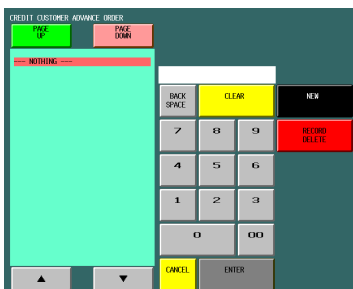 CREDIT CUSTOMER ADVANCE ORDER
PAGE
UP
PAGE
DOWN
--- NOTHING ---
BACK
SPACE
CLEAR
NEW
7
8
9
RECORD
DELETE
4
5
6
1
2
3
0
00
CANCEL
ENTER